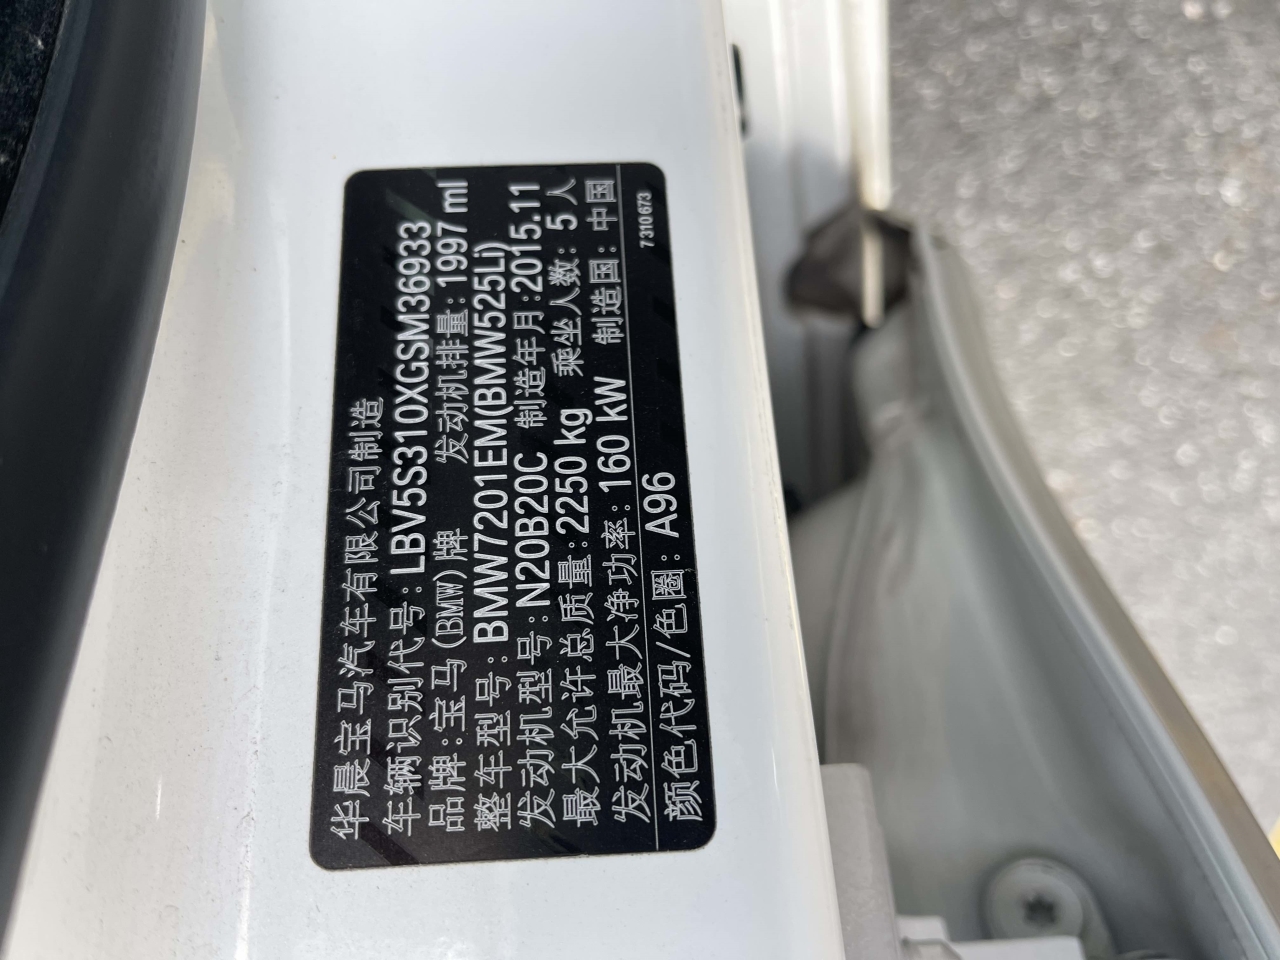 华晨宝马汽车有限公司制造
车辆识别代号：LBV5S310XGSM36933
品牌：宝马(BMW)牌 发动机排量：1997 ml
整车型号：BMW7201EM(BMW525Li)
发动机型号：N20B20C 制造年月：2015.11
最大允许总质量：2250 kg 乘坐人数：5 人
发动机最大净功率：160 kW 制造国：中国
颜色代码/色圈：A96 7310673